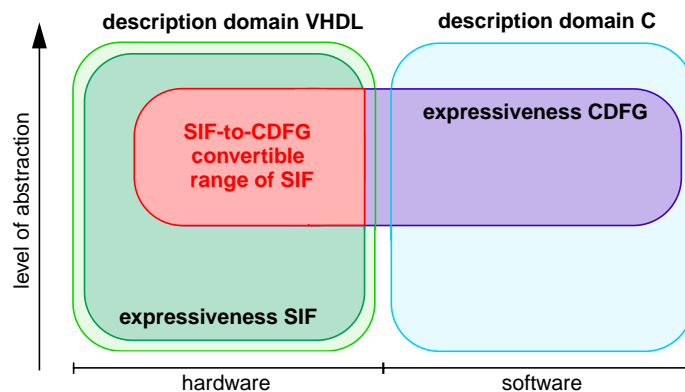 description domain VHDL
description domain C
level of abstraction
SIF-to-CDFG
convertible
range of SIF
expressiveness CDFG
expressiveness SIF
hardware
software